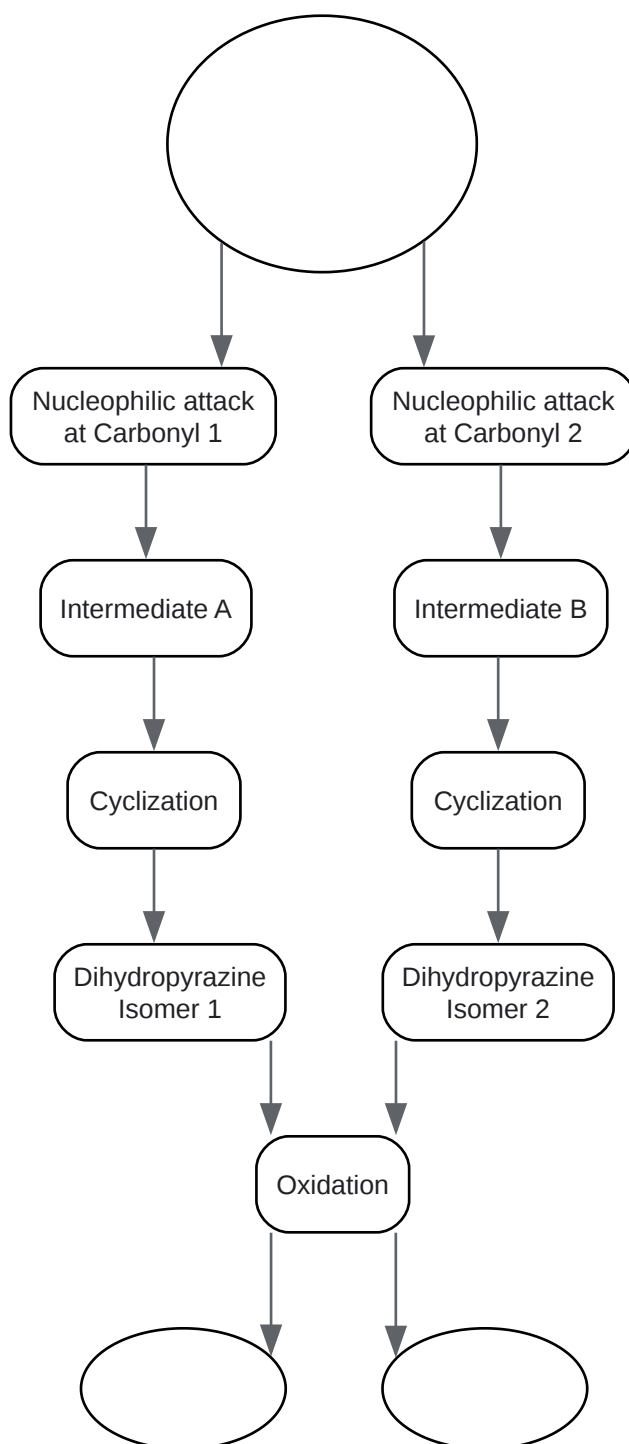 Nucleophilic attack
at Carbonyl 1
Nucleophilic attack
at Carbonyl 2
Intermediate A
Intermediate B
Cyclization
Cyclization
Dihydropyrazine
Isomer 1
Dihydropyrazine
Isomer 2
Oxidation